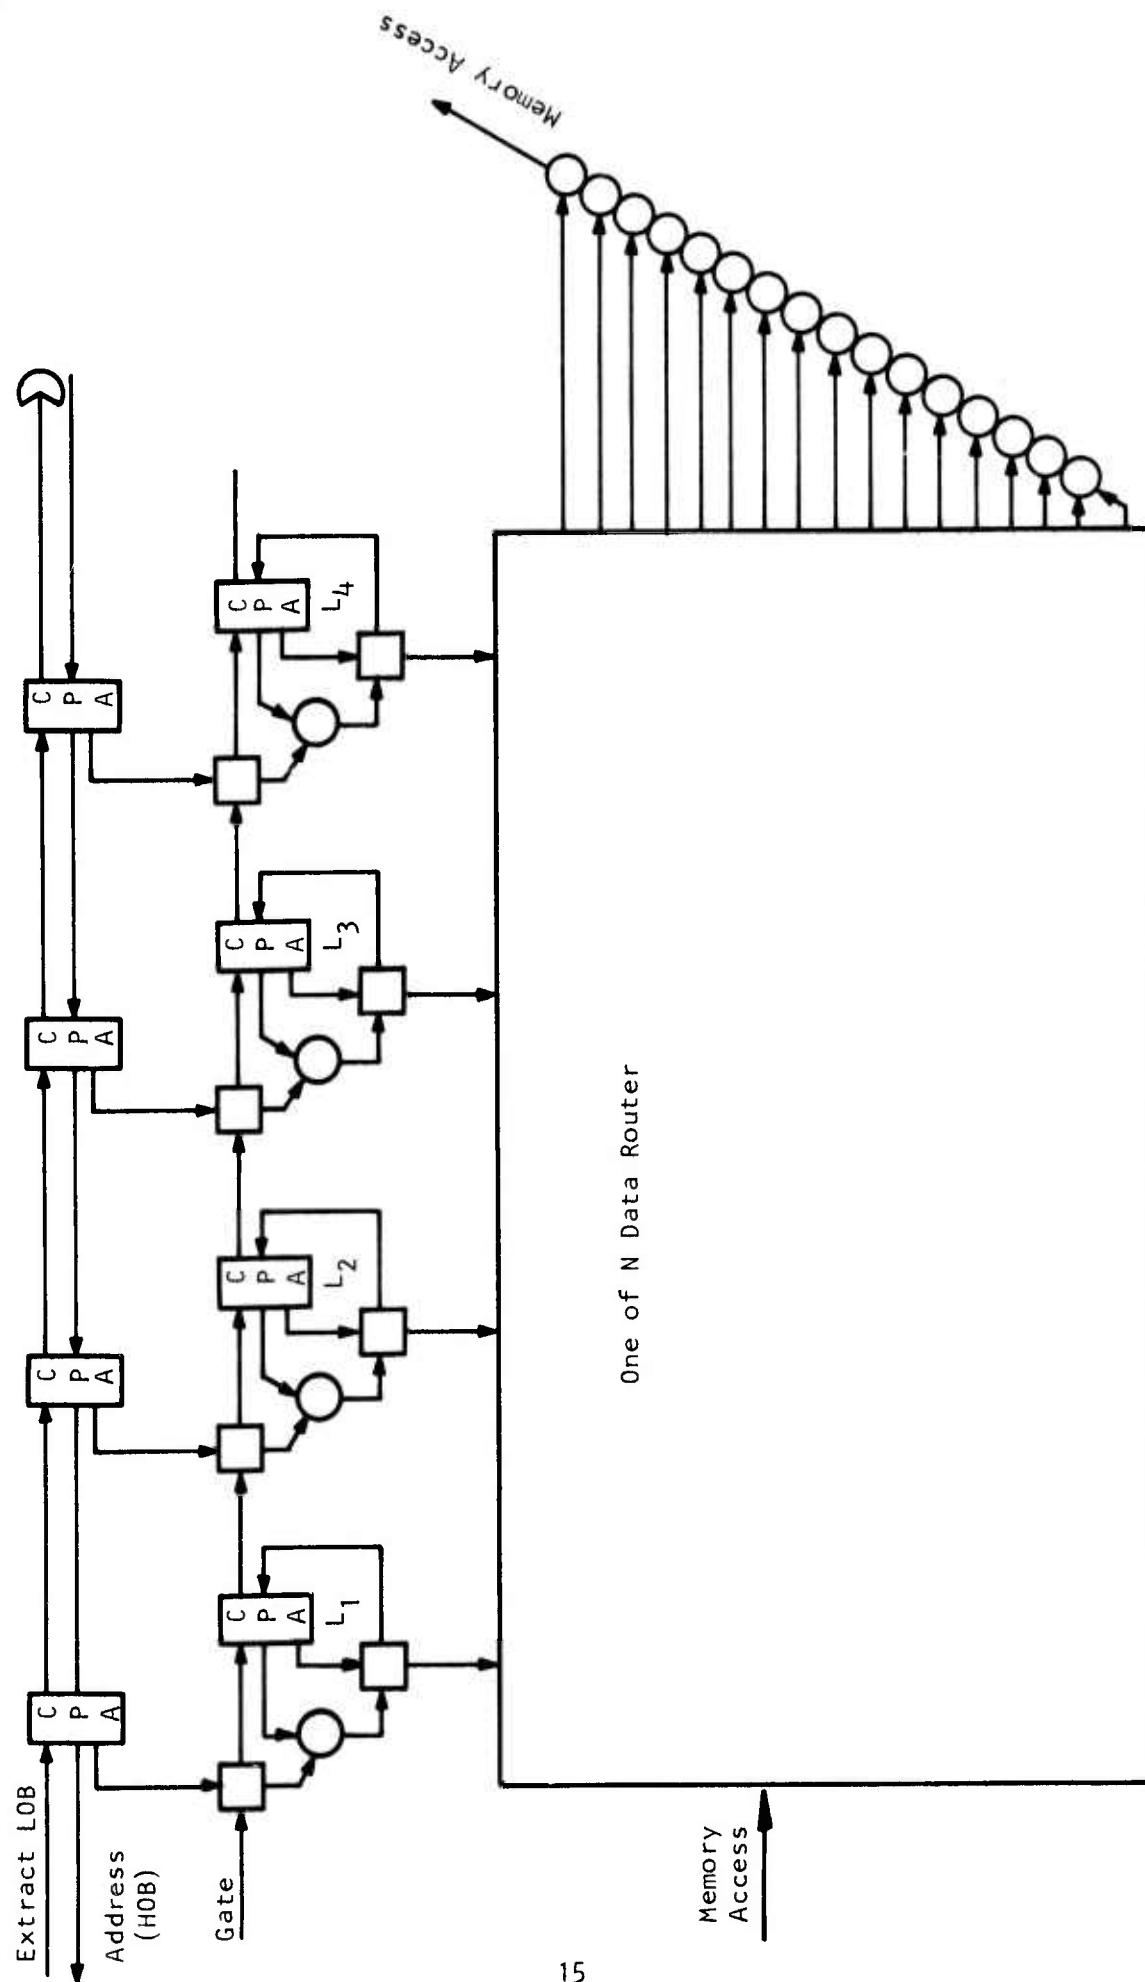 Extract LOB
Address
(HOB)
Gate
C
P
A
C
P
A
C
P
A
C
P
A
C
P
A
L1
C
P
A
L2
C
P
A
L3
C
P
A
L4
Memory
Access
One of N Data Router
Memory Access
15